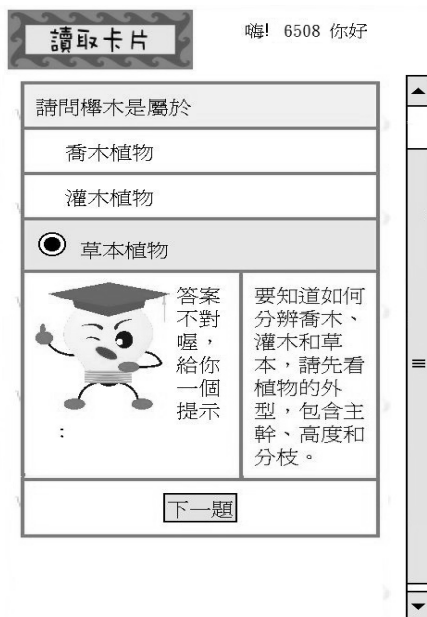 讀取卡片
嗨! 6508 你好
請問櫸木是屬於
喬木植物
灌木植物
草本植物
答案
不對
喔，
給你
一個
提示
:
要知道如何
分辨喬木、
灌木和草
本，請先看
植物的外
型，包含主
幹、高度和
分枝。
下一題